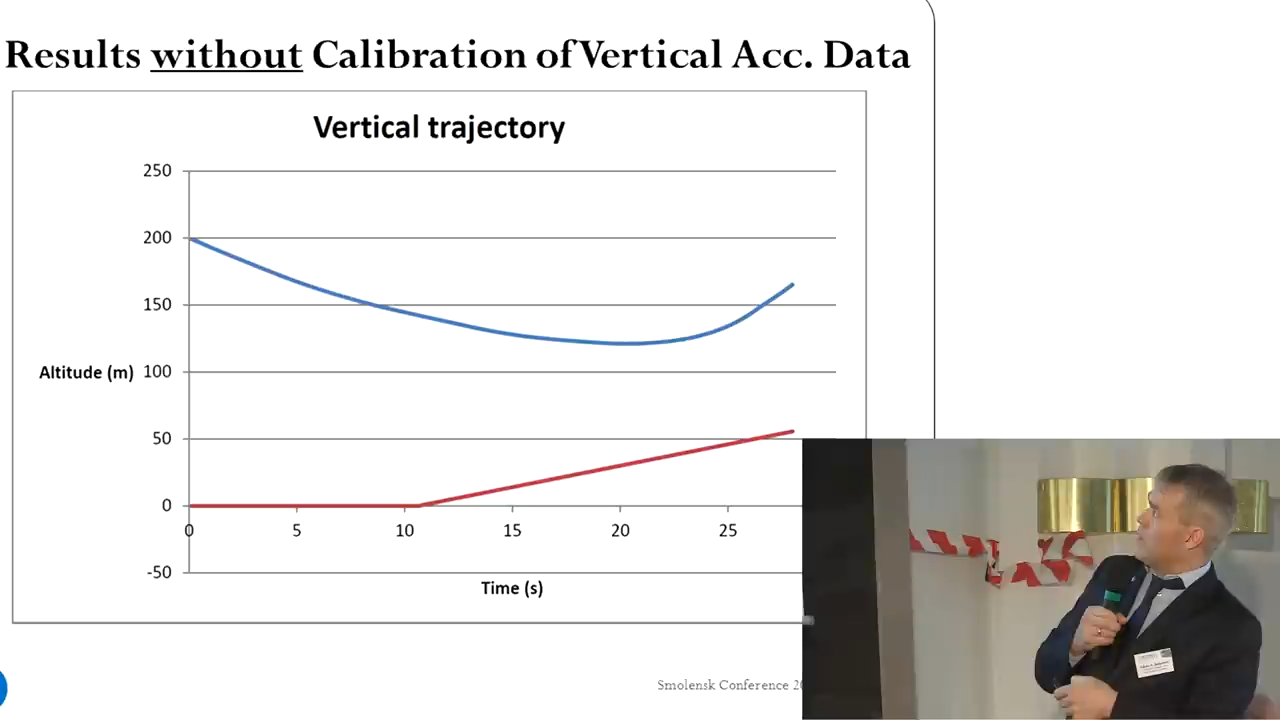 Results without Calibration of Vertical Acc. Data
Vertical trajectory
250
200
150
Altitude (m) 100
50
0
0 5 10 15 20 25
-50
Time (s)
Smolensk Conference